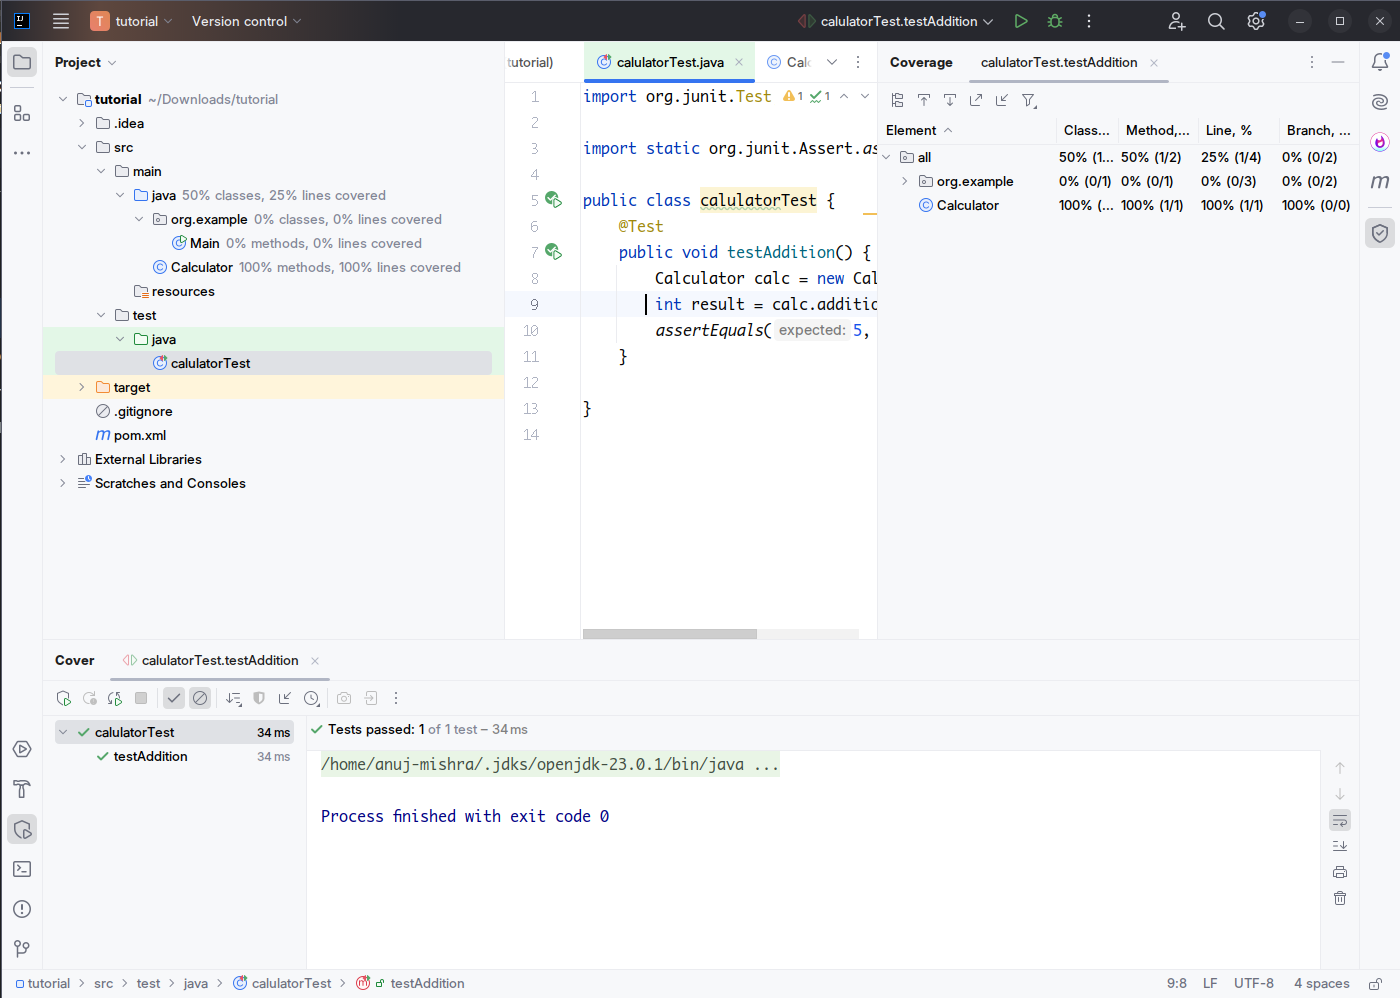 T tutorial Version control calulatorTest.testAddition
Project
tutorial ~/Downloads/tutorial
.idea
src
main
java 50% classes, 25% lines covered
org.example 0% classes, 0% lines covered
Main 0% methods, 0% lines covered
Calculator 100% methods, 100% lines covered
resources
test
java
calulatorTest
target
.gitignore
pom.xml
External Libraries
Scratches and Consoles
tutorial) calulatorTest.java Calc
1 import org.junit.Test 1 1
2
3 import static org.junit.Assert.as
4
5 public class calulatorTest {
6 @Test
7 public void testAddition() {
8 Calculator calc = new Cal
9 int result = calc.additio
10 assertEquals( expected: 5,
11 }
12
13 }
14
Coverage calulatorTest.testAddition
Element Class... Method,... Line, % Branch, ...
all 50% (1... 50% (1/2) 25% (1/4) 0% (0/2)
org.example 0% (0/1) 0% (0/1) 0% (0/3) 0% (0/2)
Calculator 100% (... 100% (1/1) 100% (1/1) 100% (0/0)
m
Cover calulatorTest.testAddition
calulatorTest 34 ms
testAddition 34 ms
Tests passed: 1 of 1 test – 34 ms
/home/anuj-mishra/.jdks/openjdk-23.0.1/bin/java ...
Process finished with exit code 0
tutorial > src > test > java > calulatorTest > testAddition 9:8 LF UTF-8 4 spaces